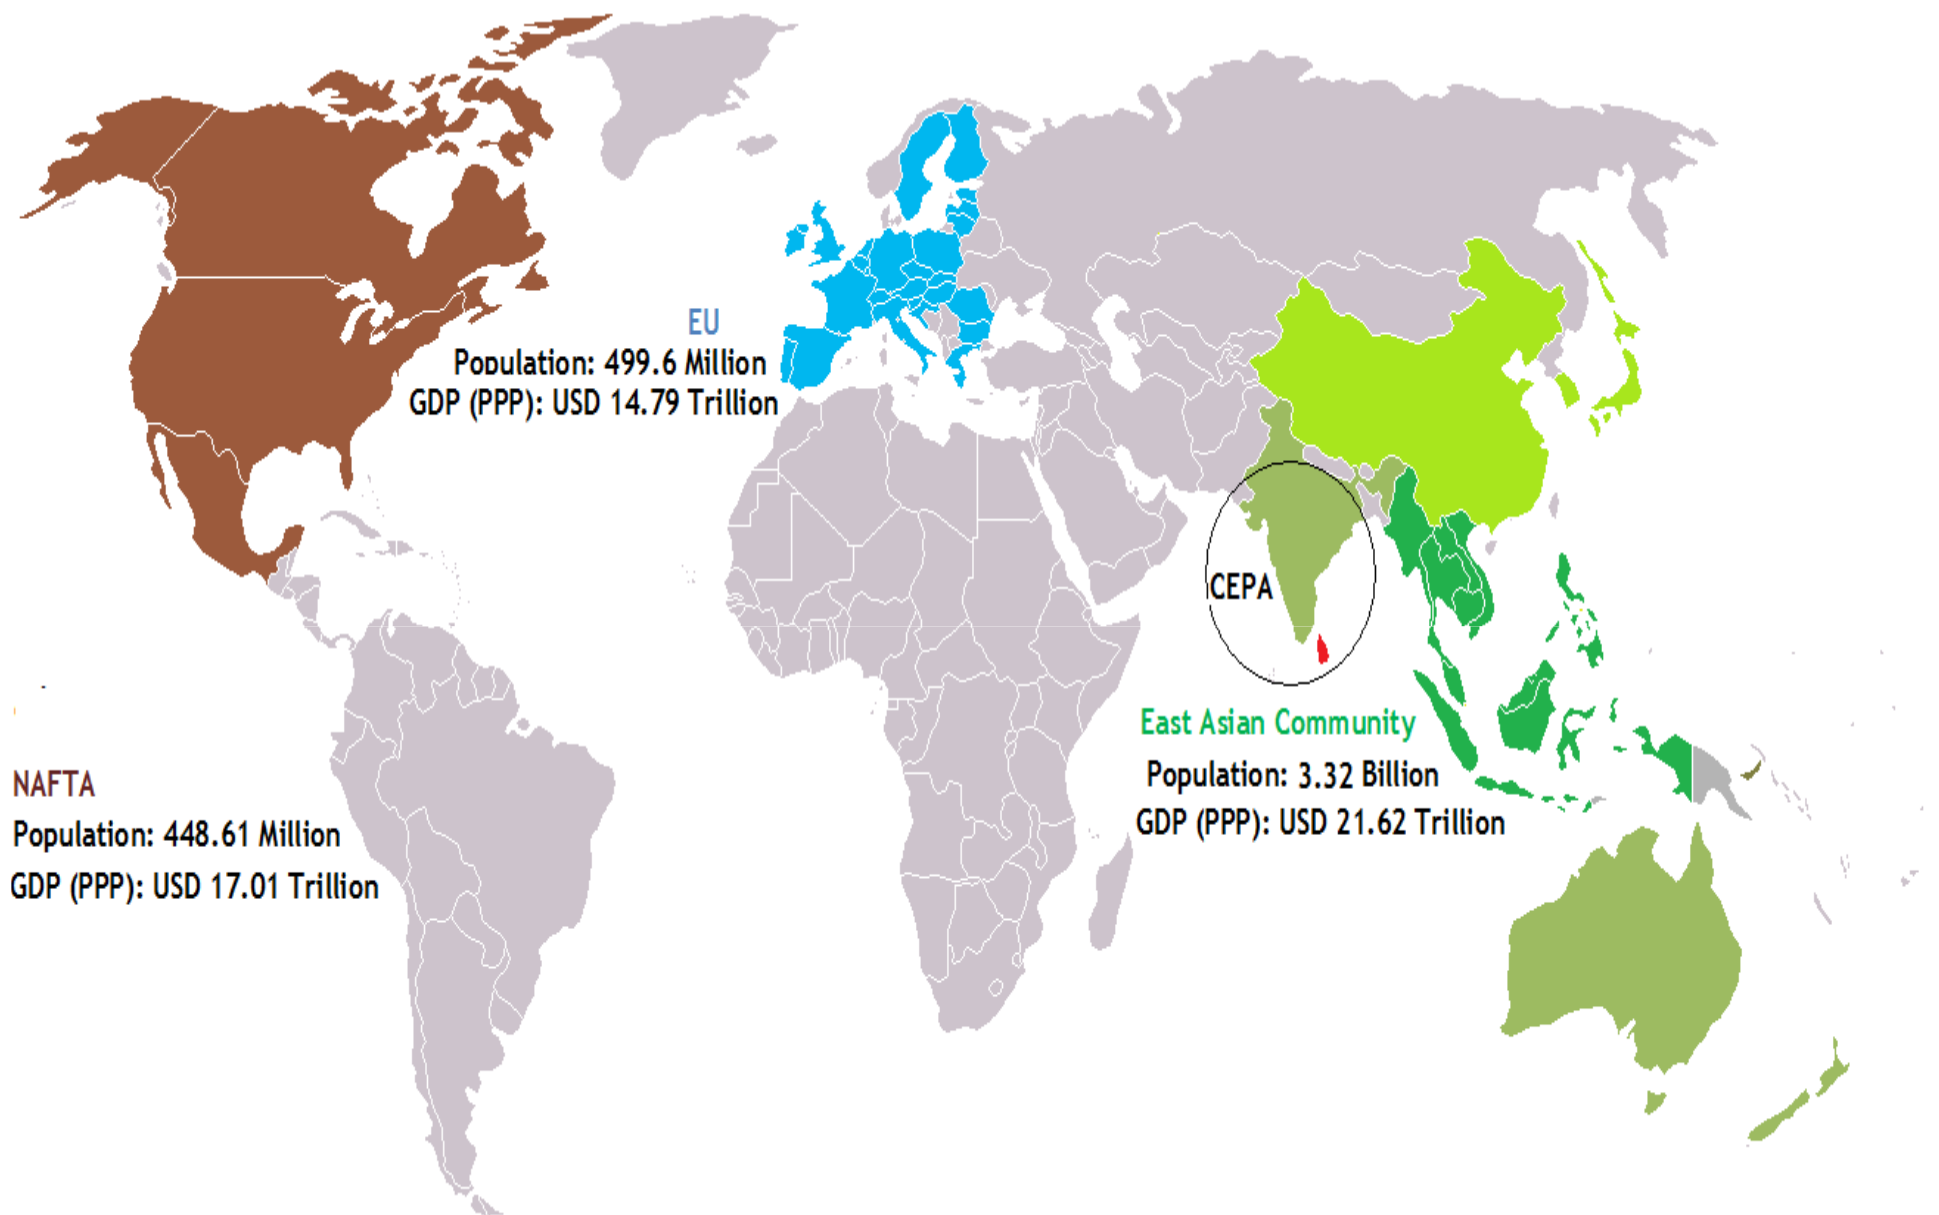 EU
Population: 499.6 Million
GDP (PPP): USD 14.79 Trillion
CEPA
East Asian Community
Population: 3.32 Billion
GDP (PPP): USD 21.62 Trillion
NAFTA
Population: 448.61 Million
GDP (PPP): USD 17.01 Trillion